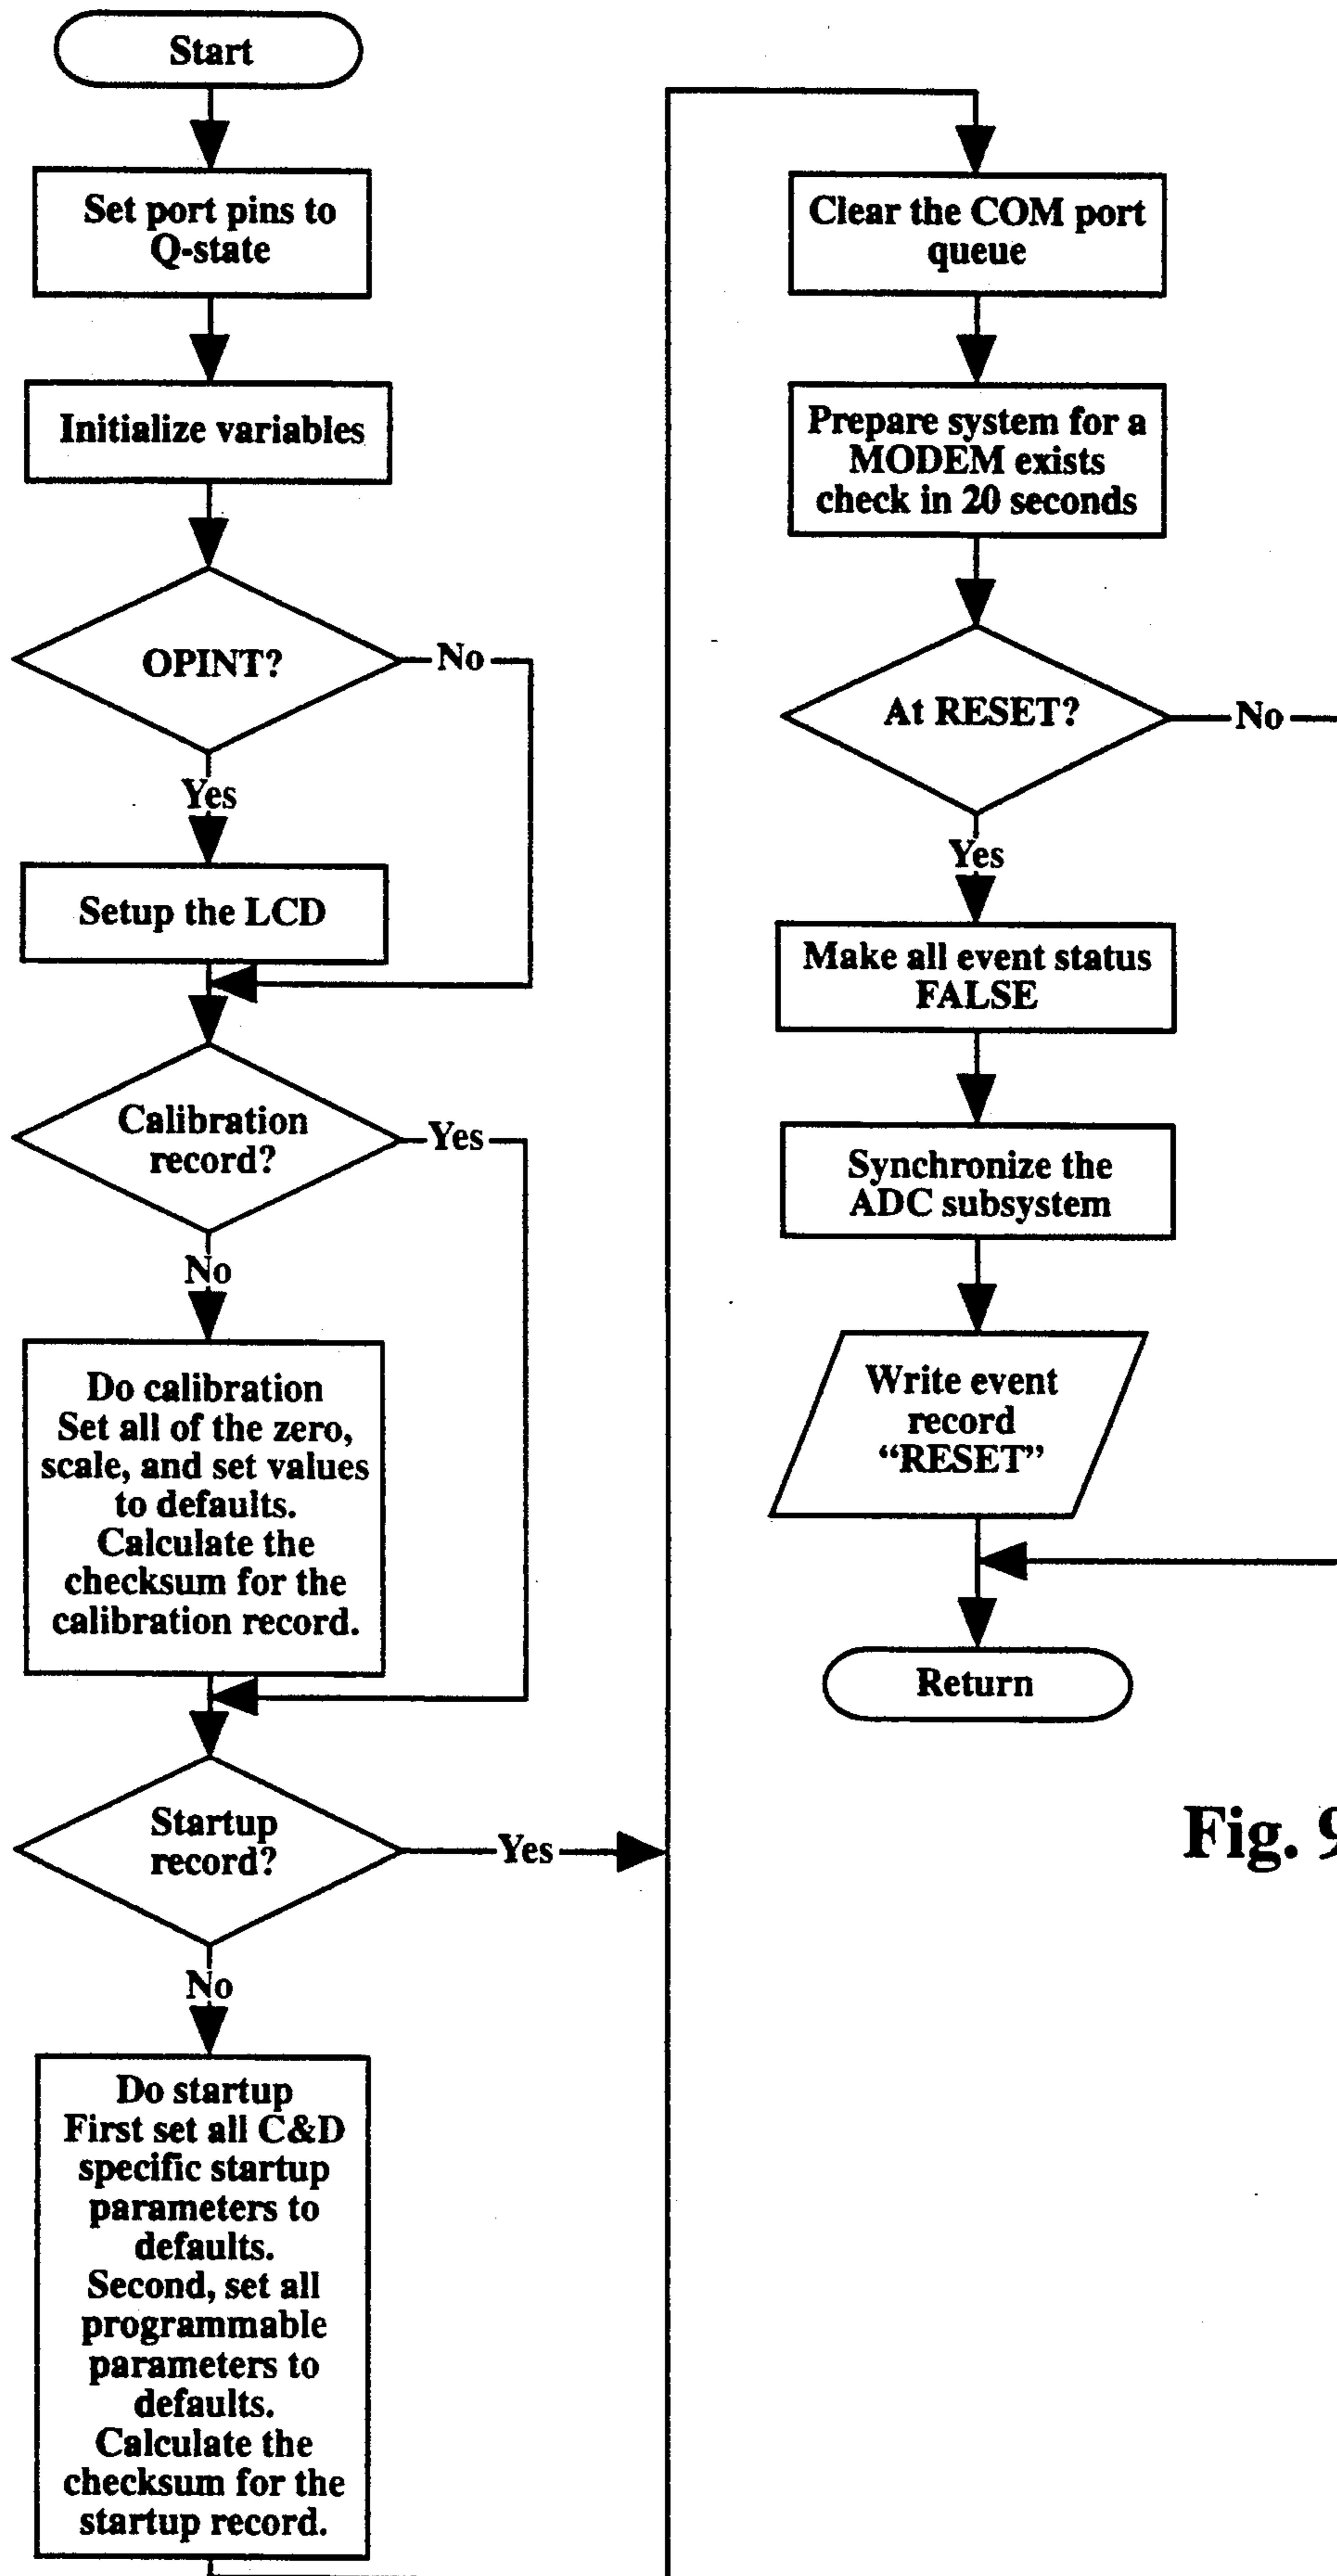 Start
Set port pins to
Q-state
Initialize variables
OPINT?
No
Yes
Setup the LCD
Calibration
record?
Yes
No
Do calibration
Set all of the zero,
scale, and set values
to defaults.
Calculate the
checksum for the
calibration record.
Startup
record?
Yes
No
Do startup
First set all C&D
specific startup
parameters to
defaults.
Second, set all
programmable
parameters to
defaults.
Calculate the
checksum for the
startup record.
Clear the COM port
queue
Prepare system for a
MODEM exists
check in 20 seconds
At RESET?
No
Yes
Make all event status
FALSE
Synchronize the
ADC subsystem
Write event
record
“RESET”
Return
Fig. 9